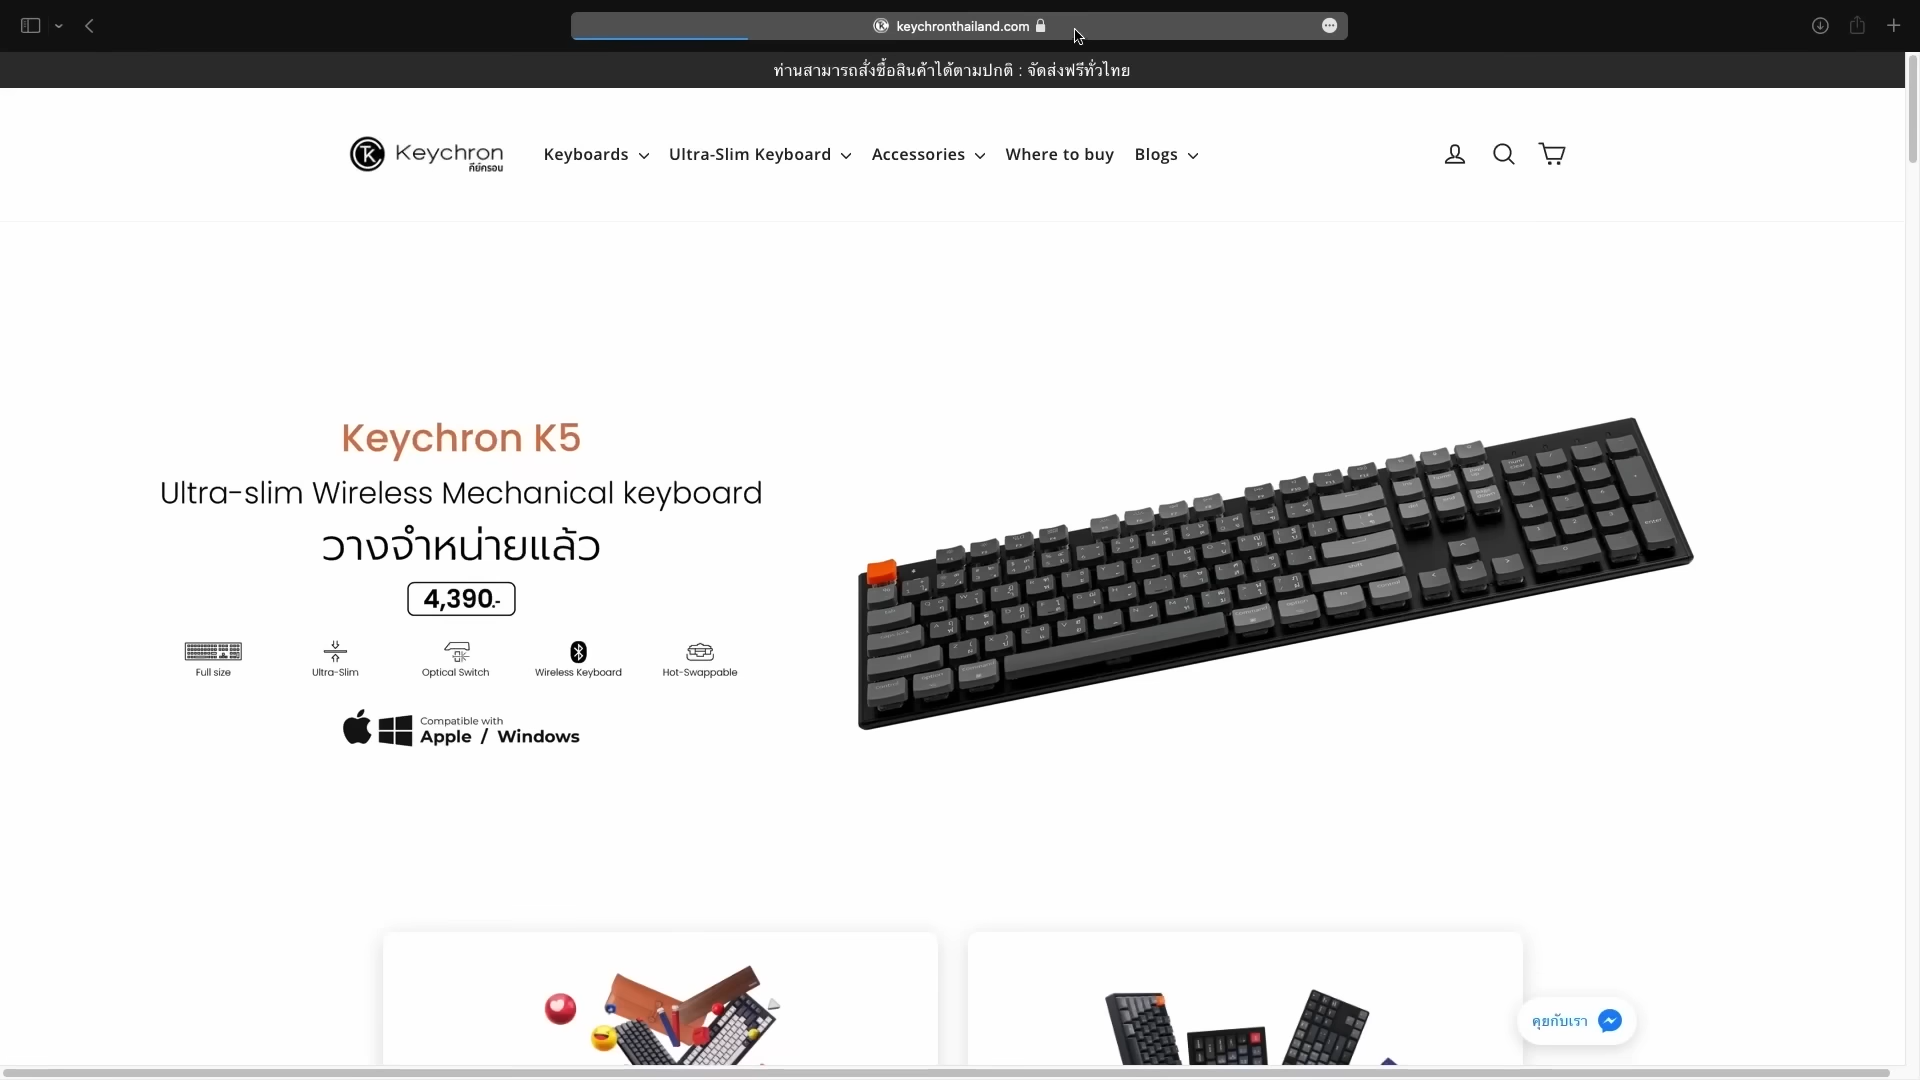 keychronthailand.com
ท่านสามารถสั่งซื้อสินค้าได้ตามปกติ : จัดส่งฟรีทั่วไทย
Keychron
คีย์ครอน
Keyboards
Ultra-Slim Keyboard
Accessories
Where to buy
Blogs
Keychron K5
Ultra-slim Wireless Mechanical keyboard
วางจำหน่ายแล้ว
4,390.-
Full size
Ultra-Slim
Optical Switch
Wireless Keyboard
Hot-Swappable
Compatible with
Apple / Windows
คุยกับเรา